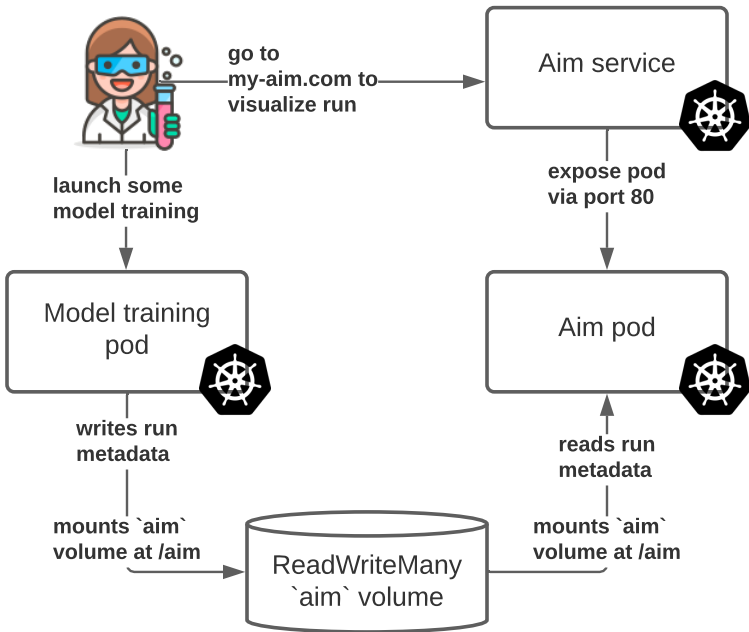 go to
my-aim.com to
visualize run
Aim service
launch some
model training
expose pod
via port 80
Model training
pod
Aim pod
writes run
metadata
reads run
metadata
mounts `aim`
volume at /aim
ReadWriteMany
`aim` volume
mounts `aim`
volume at /aim